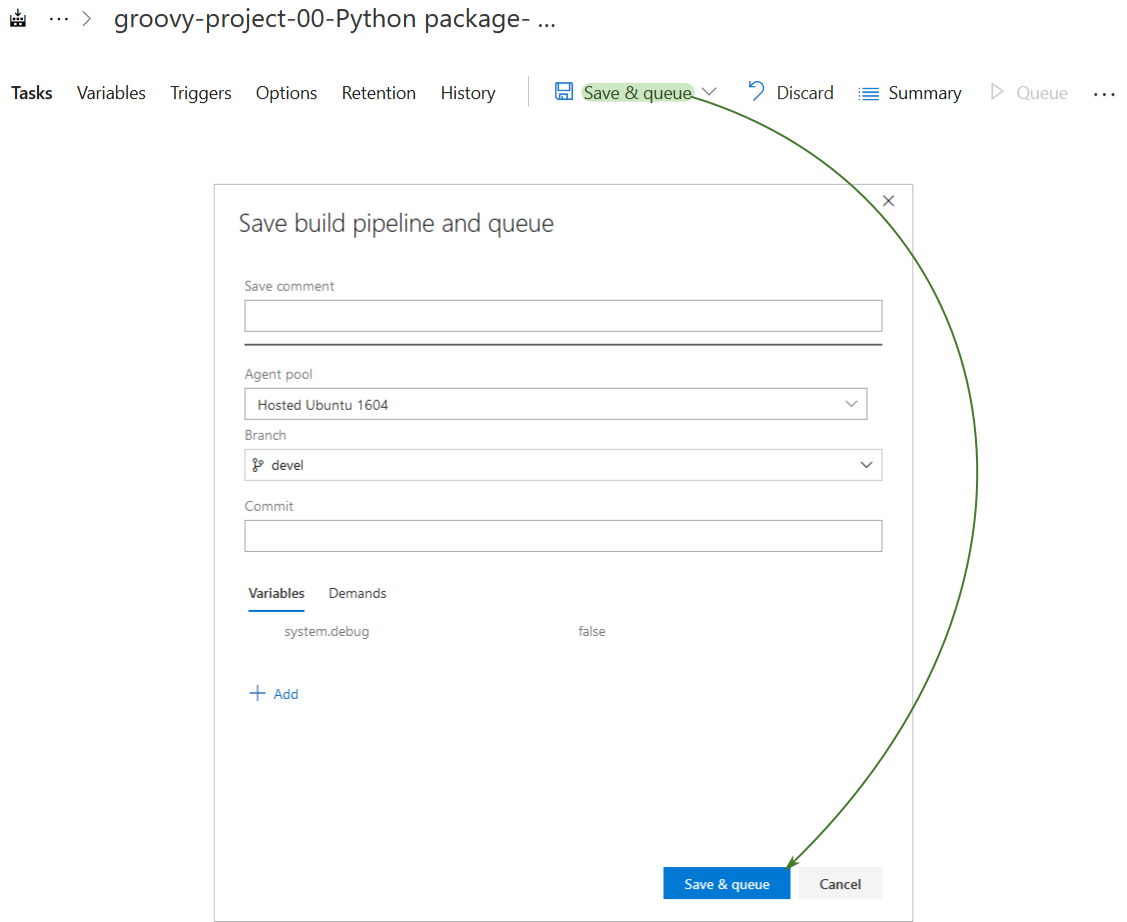 groovy-project-00-Python package- ...
Tasks Variables Triggers Options Retention History Save & queue Discard Summary Queue ...
Save build pipeline and queue
Save comment
Agent pool
Hosted Ubuntu 1604
Branch
devel
Commit
Variables Demands
system.debug false
+ Add
Save & queue Cancel